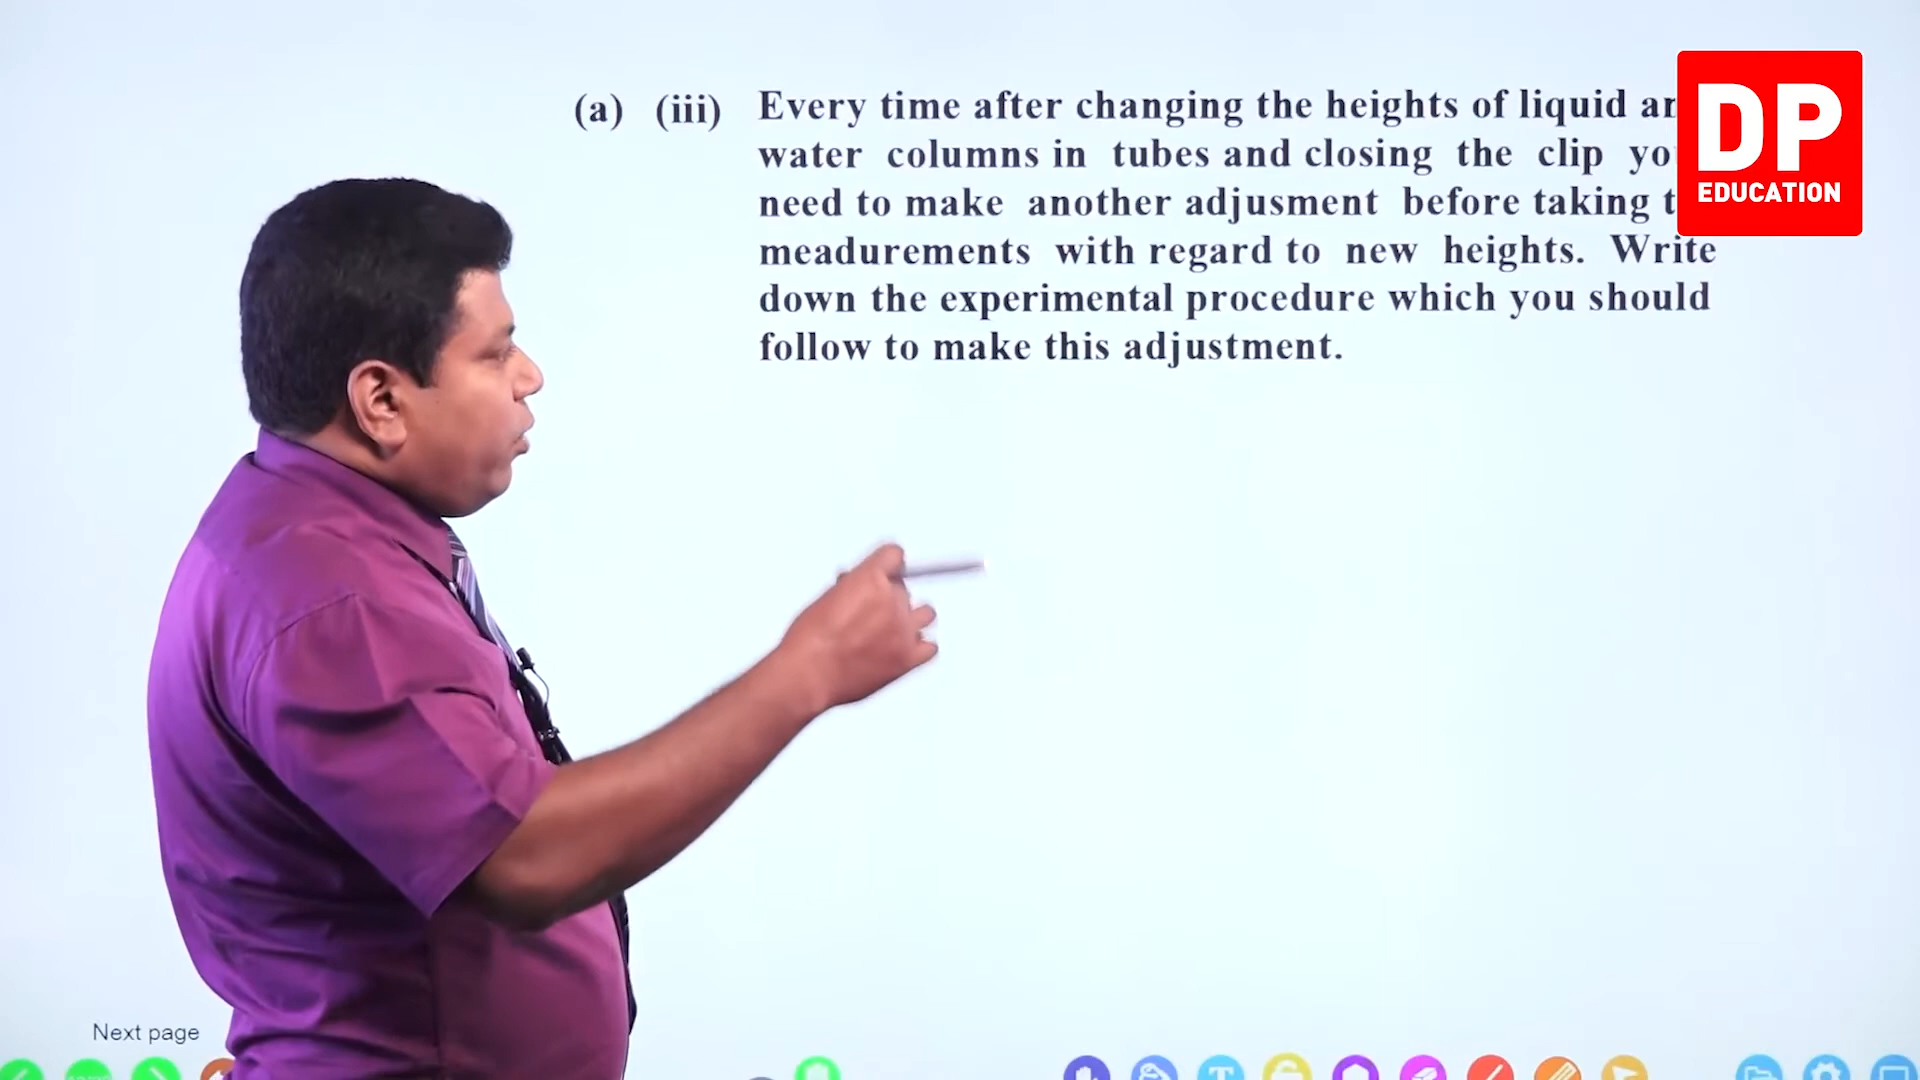 (a) (iii) Every time after changing the heights of liquid
water columns in tubes and closing the clip
need to make another adjusment before taking
meadurements with regard to new heights. Write
down the experimental procedure which you should
follow to make this adjustment.
DP
EDUCATION
Next page